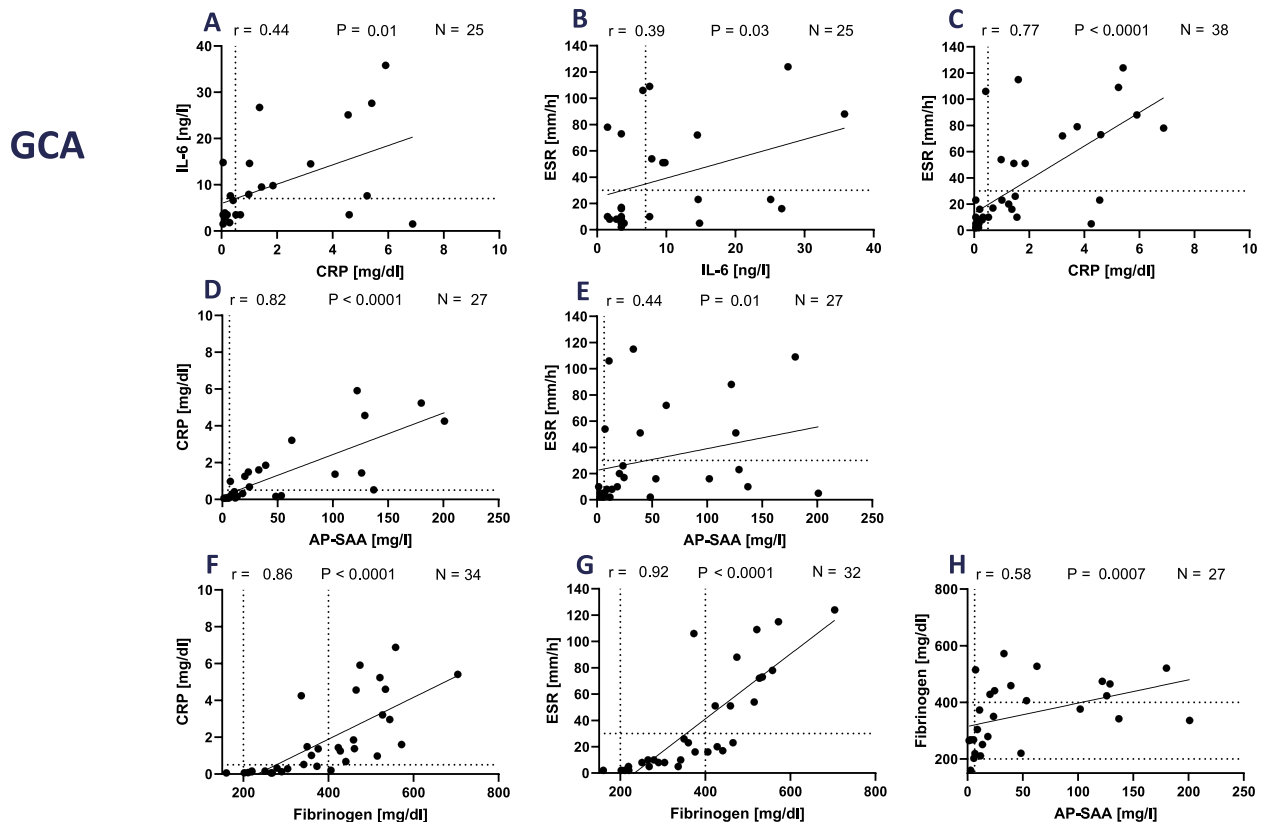 GCA
A
r = 0.44 P = 0.01 N = 25
IL-6 [ng/l]
40
30
20
10
0
0 2 4 6 8 10
CRP [mg/dl]
B
r = 0.39 P = 0.03 N = 25
ESR [mm/h]
140
120
100
80
60
40
20
0
0 10 20 30 40
IL-6 [ng/l]
C
r = 0.77 P < 0.0001 N = 38
ESR [mm/h]
140
120
100
80
60
40
20
0
0 2 4 6 8 10
CRP [mg/dl]
D
r = 0.82 P < 0.0001 N = 27
CRP [mg/dl]
10
8
6
4
2
0
0 50 100 150 200 250
AP-SAA [mg/l]
E
r = 0.44 P = 0.01 N = 27
ESR [mm/h]
140
120
100
80
60
40
20
0
0 50 100 150 200 250
AP-SAA [mg/l]
F
r = 0.86 P < 0.0001 N = 34
CRP [mg/dl]
10
8
6
4
2
0
200 400 600 800
Fibrinogen [mg/dl]
G
r = 0.92 P < 0.0001 N = 32
ESR [mm/h]
140
120
100
80
60
40
20
0
200 400 600 800
Fibrinogen [mg/dl]
H
r = 0.58 P = 0.0007 N = 27
Fibrinogen [mg/dl]
800
600
400
200
0 50 100 150 200 250
AP-SAA [mg/l]